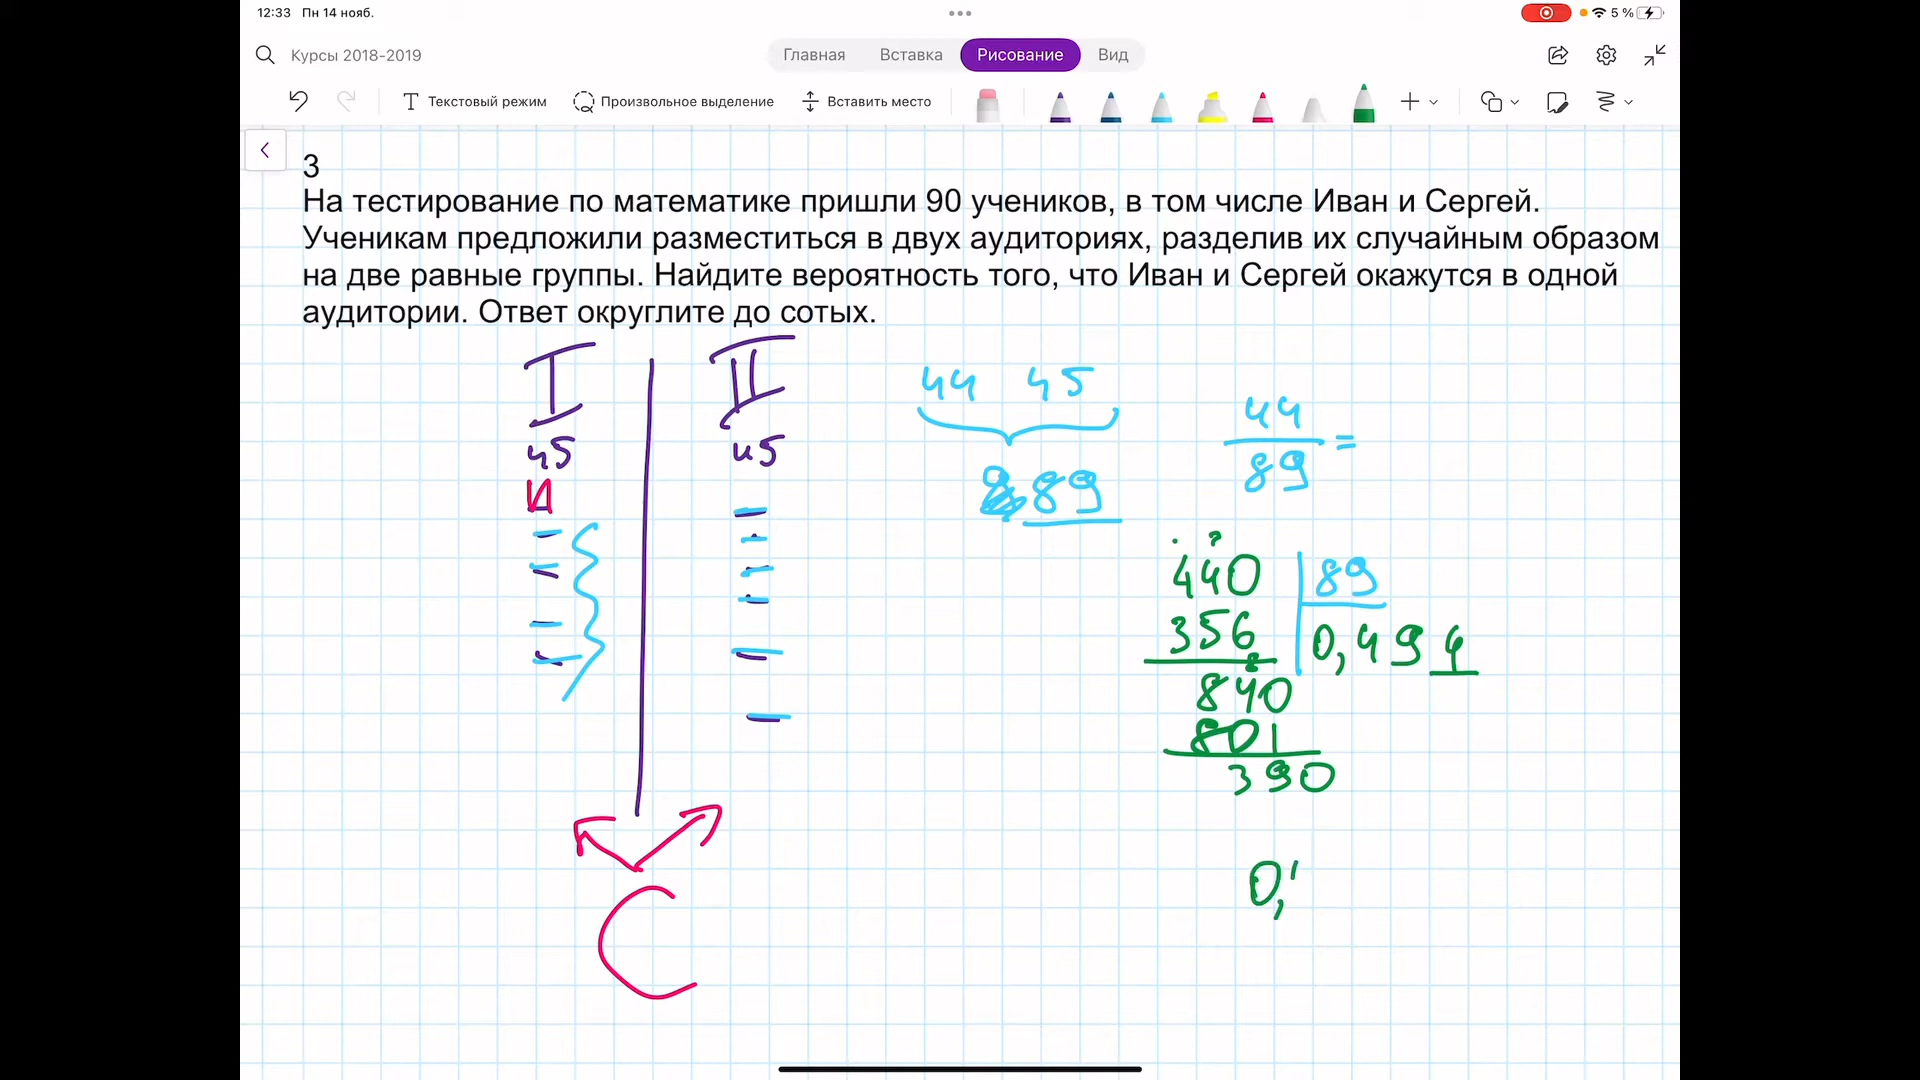 12:33 Пн 14 нояб.
5 %
Курсы 2018-2019
Главная Вставка Рисование Вид
Текстовый режим Произвольное выделение Вставить место
3
На тестирование по математике пришли 90 учеников, в том числе Иван и Сергей.
Ученикам предложили разместиться в двух аудиториях, разделив их случайным образом
на две равные группы. Найдите вероятность того, что Иван и Сергей окажутся в одной
аудитории. Ответ округлите до сотых.
I II
45 45
И
С
44 45
89
44
89
=
440 89
356 0,494
840
801
390
0,